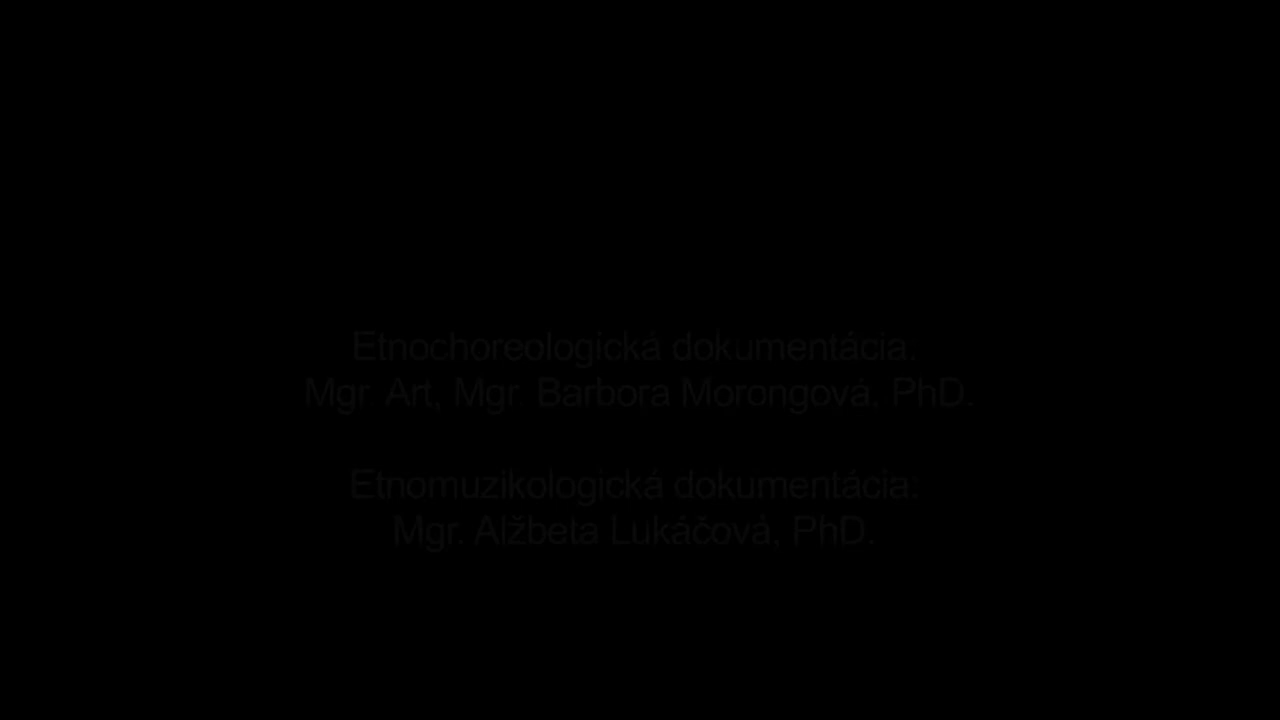 Etnochoreologická dokumentácia:
Mgr. Art, Mgr. Barbora Morongová, PhD.
Etnomuzikologická dokumentácia:
Mgr. Alžbeta Lukáčová, PhD.